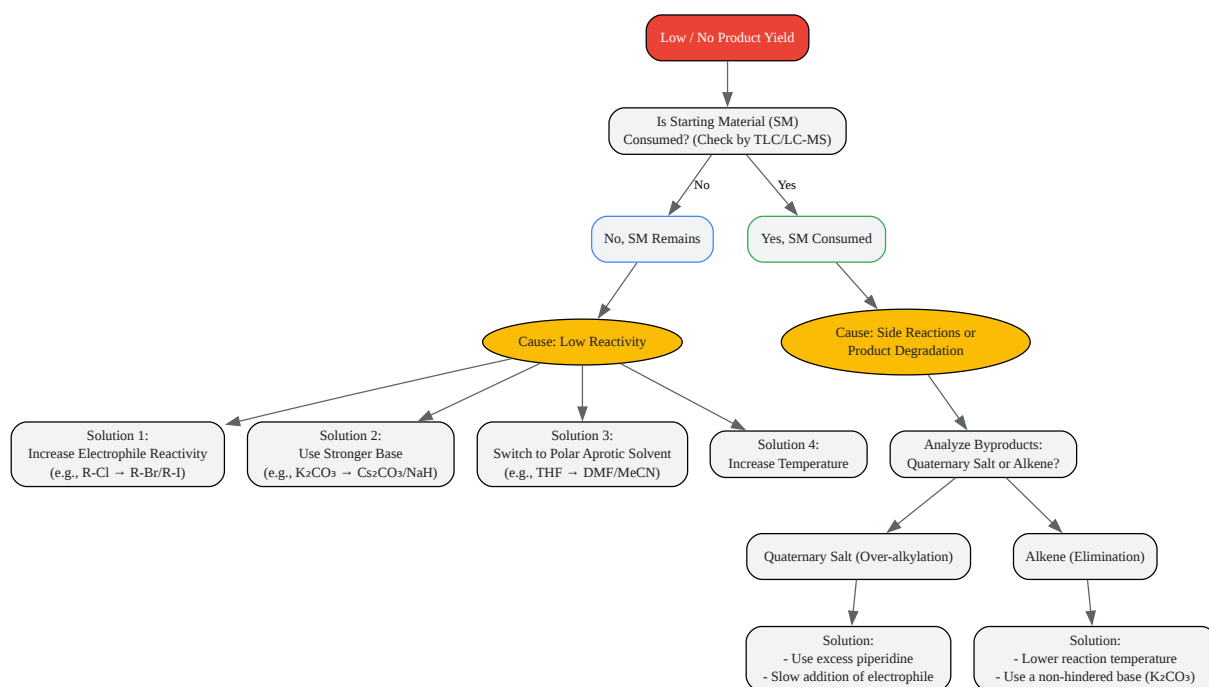 Low / No Product Yield
Is Starting Material (SM)
Consumed? (Check by TLC/LC-MS)
No
Yes
No, SM Remains
Yes, SM Consumed
Cause: Low Reactivity
Cause: Side Reactions or
Product Degradation
Solution 1:
Increase Electrophile Reactivity
(e.g., R-Cl → R-Br/R-I)
Solution 2:
Use Stronger Base
(e.g., K₂CO₃ → Cs₂CO₃/NaH)
Solution 3:
Switch to Polar Aprotic Solvent
(e.g., THF → DMF/MeCN)
Solution 4:
Increase Temperature
Analyze Byproducts:
Quaternary Salt or Alkene?
Quaternary Salt (Over-alkylation)
Alkene (Elimination)
Solution:
- Use excess piperidine
- Slow addition of electrophile
Solution:
- Lower reaction temperature
- Use a non-hindered base (K₂CO₃)